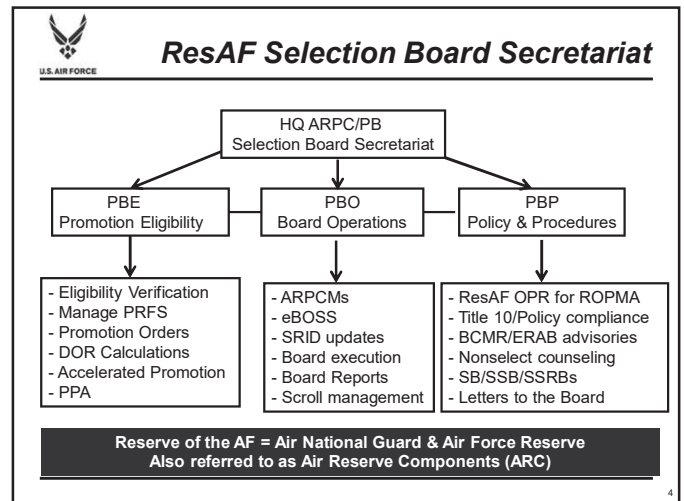 U.S. AIR FORCE
ResAF Selection Board Secretariat
HQ ARPC/PB
Selection Board Secretariat
PBE
Promotion Eligibility
PBO
Board Operations
PBP
Policy & Procedures
- Eligibility Verification
- Manage PRFS
- Promotion Orders
- DOR Calculations
- Accelerated Promotion
- PPA
- ARPCMs
- eBOSS
- SRID updates
- Board execution
- Board Reports
- Scroll management
- ResAF OPR for ROPMA
- Title 10/Policy compliance
- BCMR/ERAB advisories
- Nonselect counseling
- SB/SSB/SSRBs
- Letters to the Board
Reserve of the AF = Air National Guard & Air Force Reserve
Also referred to as Air Reserve Components (ARC)
4